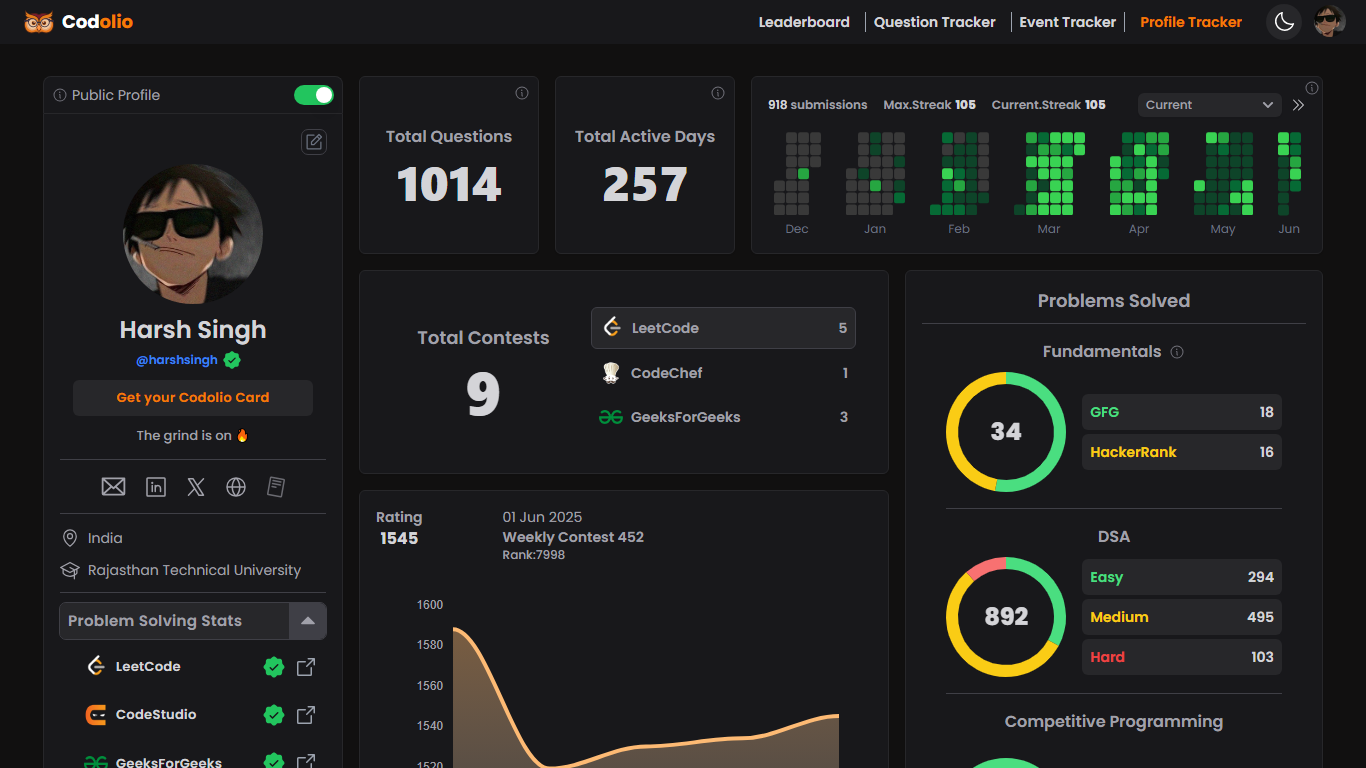 Codolio
Leaderboard
Question Tracker
Event Tracker
Profile Tracker
Public Profile
Harsh Singh
@harshsingh
Get your Codolio Card
The grind is on 🔥
India
Rajasthan Technical University
Problem Solving Stats
LeetCode
CodeStudio
GeeksForGeeks
Total Questions
1014
Total Active Days
257
918 submissions Max.Streak 105 Current.Streak 105
Current
Dec Jan Feb Mar Apr May Jun
Total Contests
9
LeetCode 5
CodeChef 1
GeeksForGeeks 3
Rating
1545
01 Jun 2025
Weekly Contest 452
Rank:7998
1600
1580
1560
1540
1520
Problems Solved
Fundamentals
34
GFG 18
HackerRank 16
DSA
892
Easy 294
Medium 495
Hard 103
Competitive Programming